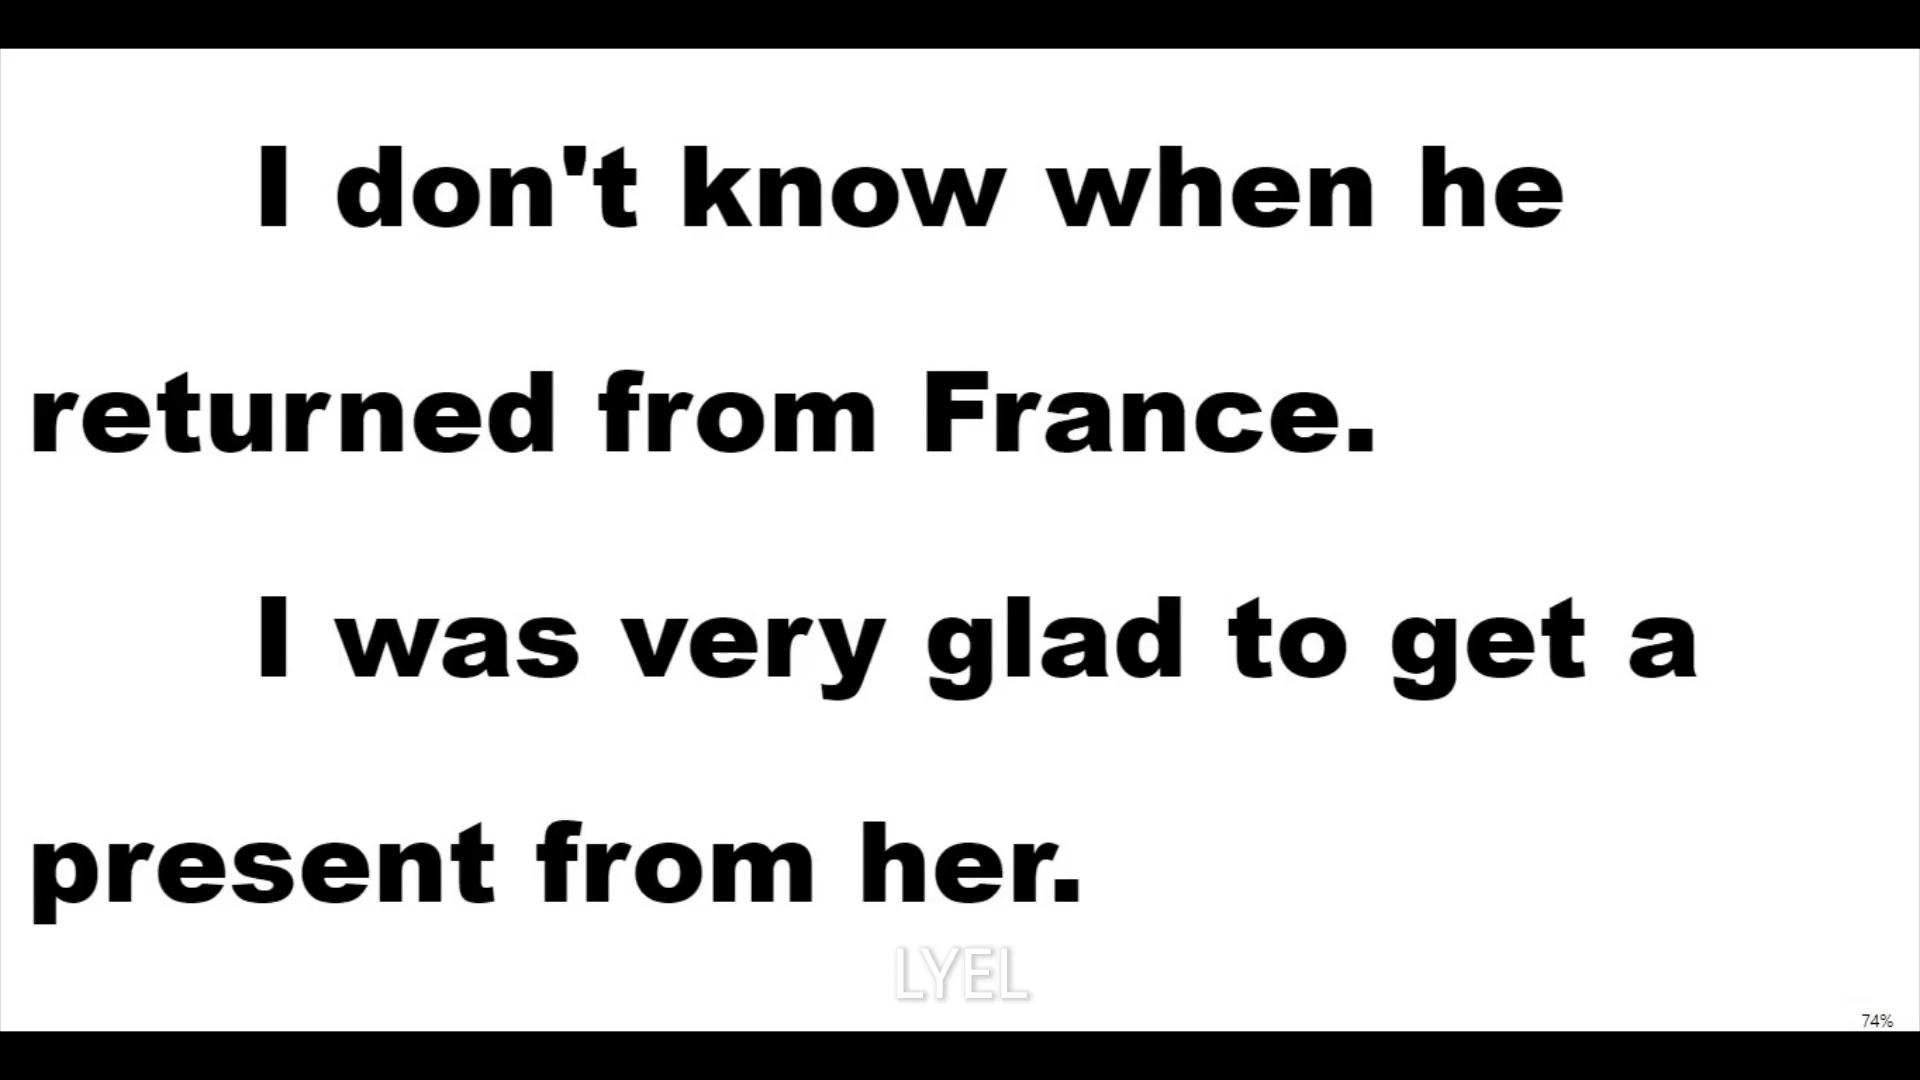 I don't know when he
returned from France.
I was very glad to get a
present from her.
LYEL
74%